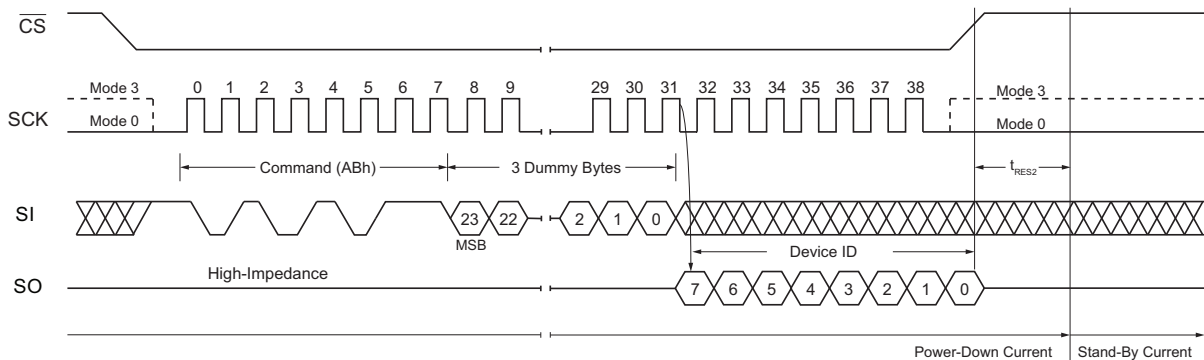 CS
Mode 3
0 1 2 3 4 5 6 7 8 9 29 30 31 32 33 34 35 36 37 38
Mode 3
SCK
Mode 0
Mode 0
Command (ABh)
3 Dummy Bytes
tRES2
SI
23 22 2 1 0
MSB
Device ID
High-Impedance
SO
7 6 5 4 3 2 1 0
Power-Down Current
Stand-By Current